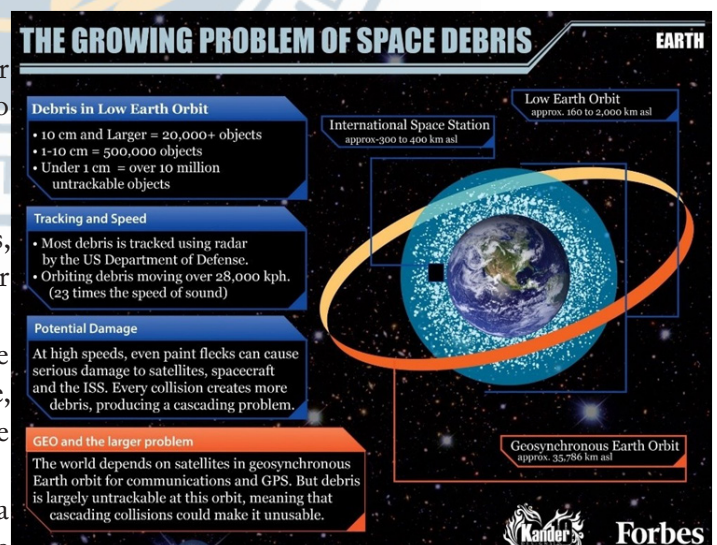 THE GROWING PROBLEM OF SPACE DEBRIS
EARTH
Debris in Low Earth Orbit
• 10 cm and Larger = 20,000+ objects
• 1-10 cm = 500,000 objects
• Under 1 cm = over 10 million
untrackable objects
Tracking and Speed
• Most debris is tracked using radar
by the US Department of Defense.
• Orbiting debris moving over 28,000 kph.
(23 times the speed of sound)
Potential Damage
At high speeds, even paint flecks can cause
serious damage to satellites, spacecraft
and the ISS. Every collision creates more
debris, producing a cascading problem.
GEO and the larger problem
The world depends on satellites in geosynchronous
Earth orbit for communications and GPS. But debris
is largely untrackable at this orbit, meaning that
cascading collisions could make it unusable.
International Space Station
approx-300 to 400 km asl
Low Earth Orbit
approx. 160 to 2,000 km asl
Geosynchronous Earth Orbit
approx. 35,786 km asl
Kander
Forbes